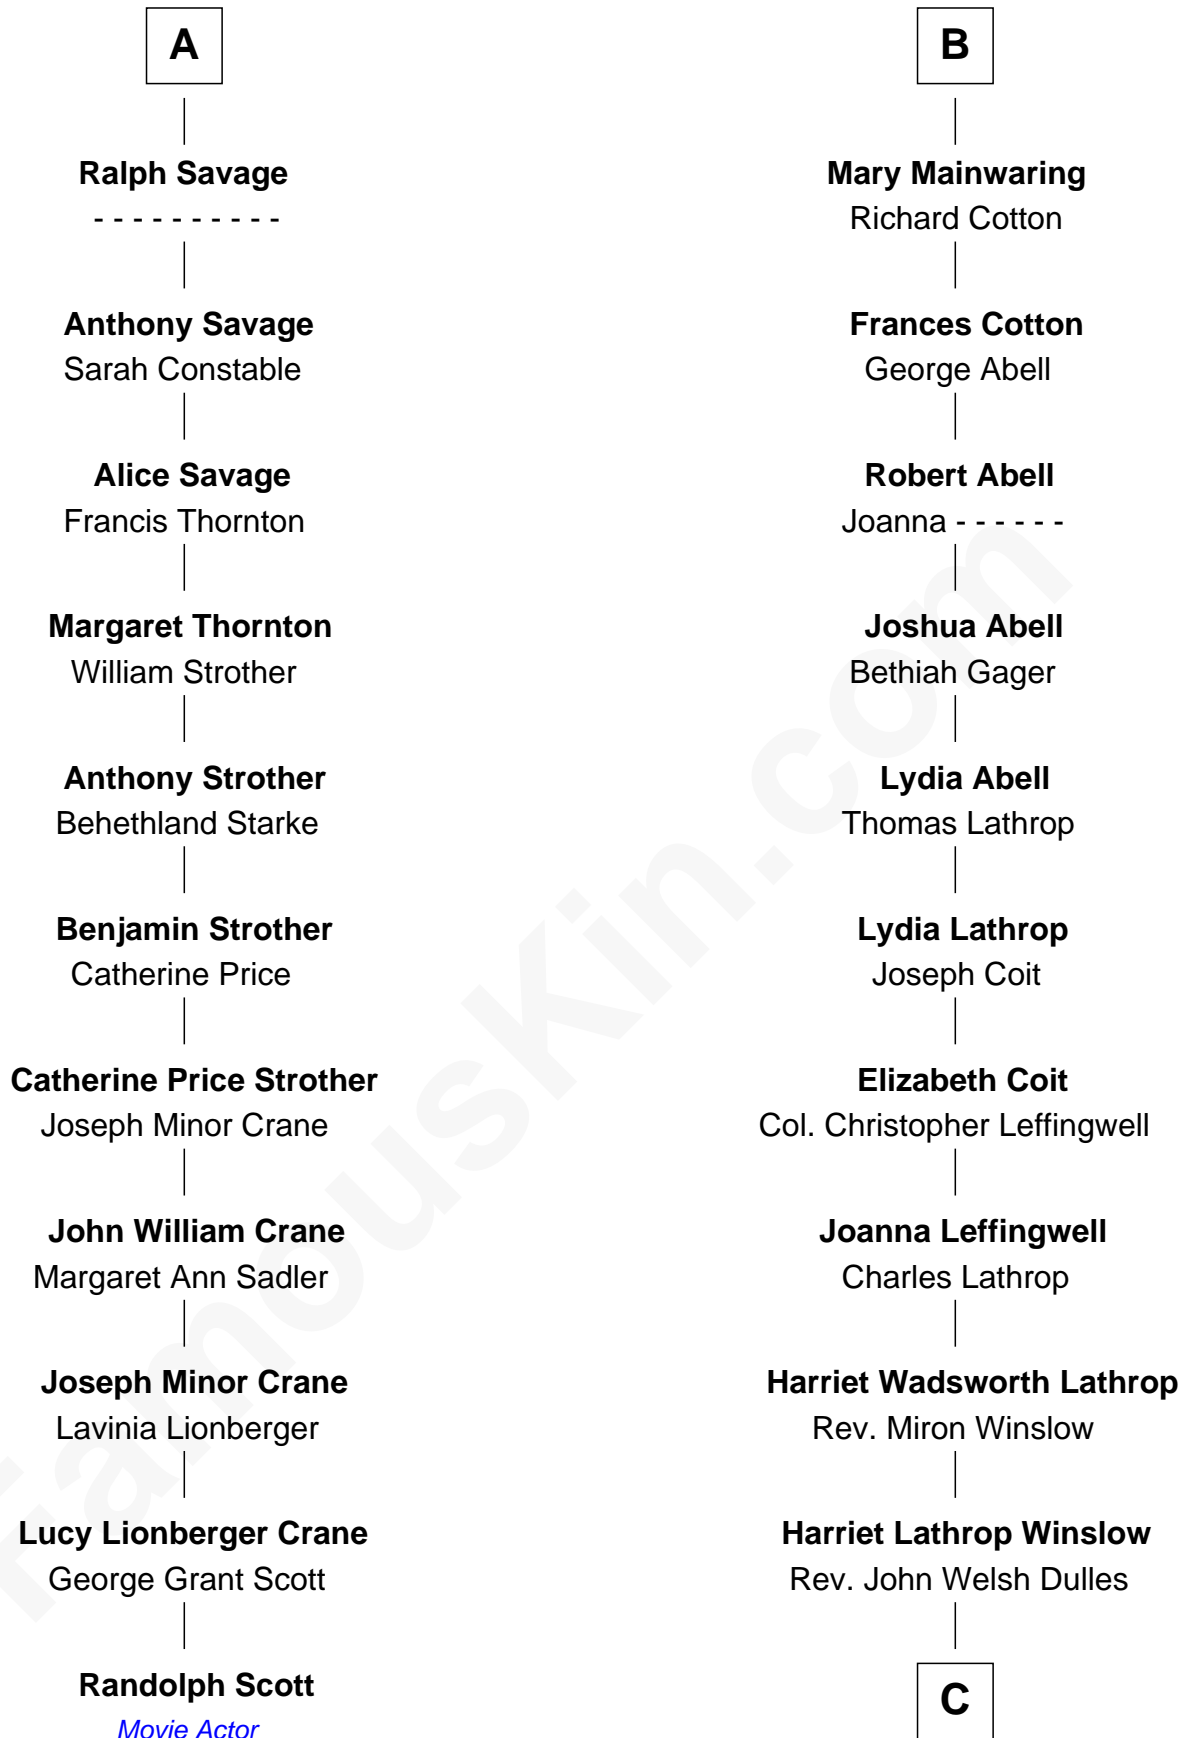 A
Ralph Savage
- - - - - - - - - -
Anthony Savage
Sarah Constable
Alice Savage
Francis Thornton
Margaret Thornton
William Strother
Anthony Strother
Behethland Starke
Benjamin Strother
Catherine Price
Catherine Price Strother
Joseph Minor Crane
John William Crane
Margaret Ann Sadler
Joseph Minor Crane
Lavinia Lionberger
Lucy Lionberger Crane
George Grant Scott
Randolph Scott
Movie Actor
B
Mary Mainwaring
Richard Cotton
Frances Cotton
George Abell
Robert Abell
Joanna - - - - - -
Joshua Abell
Bethiah Gager
Lydia Abell
Thomas Lathrop
Lydia Lathrop
Joseph Coit
Elizabeth Coit
Col. Christopher Leffingwell
Joanna Leffingwell
Charles Lathrop
Harriet Wadsworth Lathrop
Rev. Miron Winslow
Harriet Lathrop Winslow
Rev. John Welsh Dulles
C
FamousKin.com